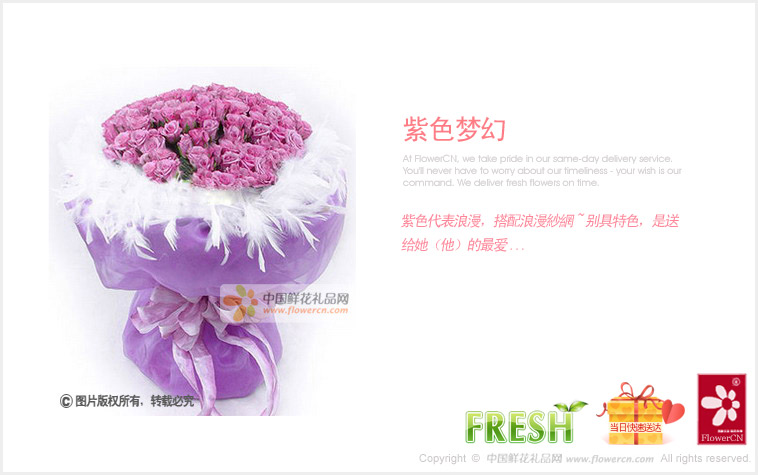 紫色梦幻
At FlowerCN, we take pride in our same-day delivery service.
You'll never have to worry about our timeliness - your wish is our
command. We deliver fresh flowers on time.
紫色代表浪漫，搭配浪漫纱網～别具特色，是送
给她（他）的最爱...
中国鲜花礼品网
www.flowercn.com
© 图片版权所有，转载必究
FRESH
当日快速送达
FlowerCN
Copyright © 中国鲜花礼品网 www.flowercn.com All rights reserved.